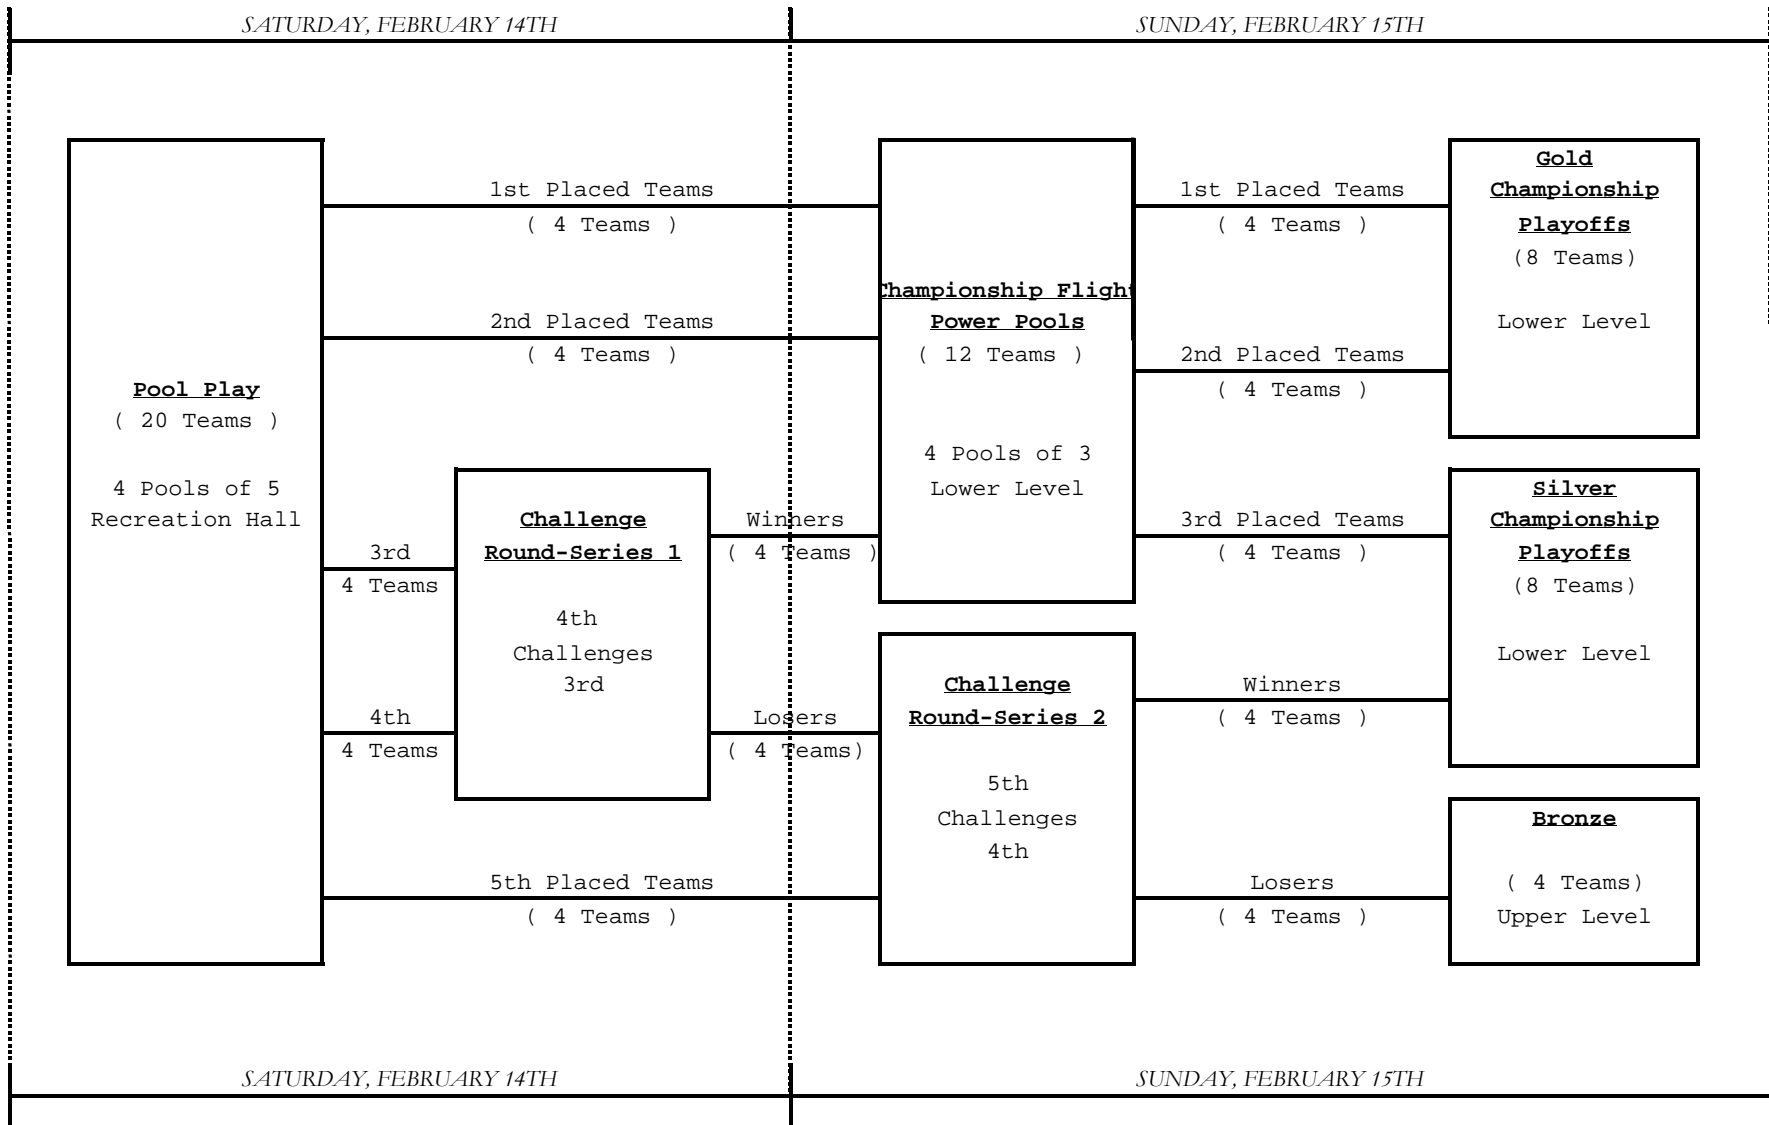 SATURDAY, FEBRUARY 14TH
SUNDAY, FEBRUARY 15TH
Pool Play
( 20 Teams )
4 Pools of 5
Recreation Hall
1st Placed Teams
( 4 Teams )
2nd Placed Teams
( 4 Teams )
3rd
4 Teams
4th
4 Teams
5th Placed Teams
( 4 Teams )
Challenge
Round-Series 1
4th
Challenges
3rd
Winners
( 4 Teams )
Losers
( 4 Teams)
Championship Flight
Power Pools
( 12 Teams )
4 Pools of 3
Lower Level
Challenge
Round-Series 2
5th
Challenges
4th
1st Placed Teams
( 4 Teams )
2nd Placed Teams
( 4 Teams )
3rd Placed Teams
( 4 Teams )
Winners
( 4 Teams )
Losers
( 4 Teams )
Gold
Championship
Playoffs
(8 Teams)
Lower Level
Silver
Championship
Playoffs
(8 Teams)
Lower Level
Bronze
( 4 Teams)
Upper Level
SATURDAY, FEBRUARY 14TH
SUNDAY, FEBRUARY 15TH